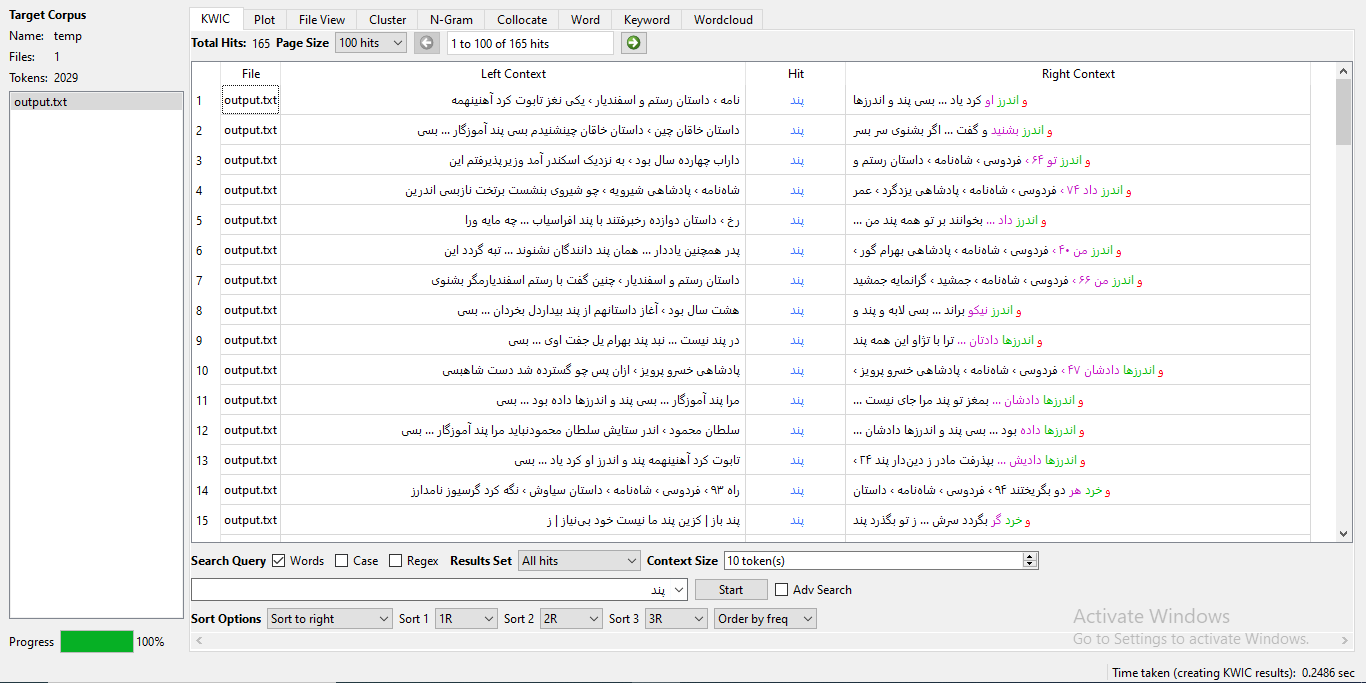 Target Corpus
Name: temp
Files: 1
Tokens: 2029
output.txt
Progress 100%
KWIC Plot File View Cluster N-Gram Collocate Word Keyword Wordcloud
Total Hits: 165 Page Size 100 hits 1 to 100 of 165 hits
File Left Context Hit Right Context
1 output.txt نامه › داستان رستم و اسفندیار › یکی نغز تابوت کرد آهنینهمه پند و اندرز او کرد یاد ... بسی پند و اندرزها
2 output.txt داستان خاقان چین › داستان خاقان چینشنیدم بسی پند آموزگار ... بسی پند و اندرز بشنید و گفت ... اگر بشنوی سر بسر
3 output.txt داراب چهارده سال بود › به نزدیک اسکندر آمد وزیرپذیرفتم این پند و اندرز تو ۶۴ › فردوسی › شاه‌نامه › داستان رستم و
4 output.txt شاه‌نامه › پادشاهی شیرویه › چو شیروی بنشست برتخت نازبسی اندرین پند و اندرز داد ۷۴ › فردوسی › شاه‌نامه › پادشاهی یزدگرد › عمر
5 output.txt رخ › داستان دوازده رخبرفتند با پند افراسیاب ... چه مایه ورا پند و اندرز داد ... بخوانند بر تو همه پند من ...
6 output.txt پدر همچنین یاددار ... همان پند دانندگان نشنوند ... تبه گردد این پند و اندرز من ۴۰ › فردوسی › شاه‌نامه › پادشاهی بهرام گور ›
7 output.txt داستان رستم و اسفندیار › چنین گفت با رستم اسفندیارمگر بشنوی پند و اندرز من ۶۶ › فردوسی › شاه‌نامه › جمشید › گرانمایه جمشید
8 output.txt هشت سال بود › آغاز داستانهم از پند بیداردل بخردان ... بسی پند و اندرز نیکو براند ... بسی لابه و پند و
9 output.txt در پند نیست ... نبد پند بهرام یل جفت اوی ... بسی پند و اندرزها دادتان ... ترا با تژاو این همه پند
10 output.txt پادشاهی خسرو پرویز › ازان پس چو گسترده شد دست شاهبسی پند و اندرزها دادشان ۴۷ › فردوسی › شاه‌نامه › پادشاهی خسرو پرویز ›
11 output.txt مرا پند آموزگار ... بسی پند و اندرزها داده بود ... بسی پند و اندرزها دادشان ... بمغز تو پند مرا جای نیست ...
12 output.txt سلطان محمود › اندر ستایش سلطان محمودنباید مرا پند آموزگار ... بسی پند و اندرزها داده بود ... بسی پند و اندرزها دادشان ...
13 output.txt تابوت کرد آهنینهمه پند و اندرز او کرد یاد ... بسی پند و اندرزها دادیش ... بپذرفت مادر ز دین‌دار پند ۲۴ ›
14 output.txt راه ۹۳ › فردوسی › شاه‌نامه › داستان سیاوش › نگه کرد گرسیوز نامدارز پند و خرد هر دو بگریختند ۹۴ › فردوسی › شاه‌نامه › داستان
15 output.txt پند باز | کزین پند ما نیست خود بی‌نیاز | ز پند و خرد گر بگردد سرش ... ز تو بگذرد پند
Search Query Words Case Regex Results Set All hits Context Size 10 token(s)
پند Start Adv Search
Sort Options Sort to right Sort 1 1R Sort 2 2R Sort 3 3R Order by freq
Activate Windows
Go to Settings to activate Windows.
Time taken (creating KWIC results): 0.2486 sec